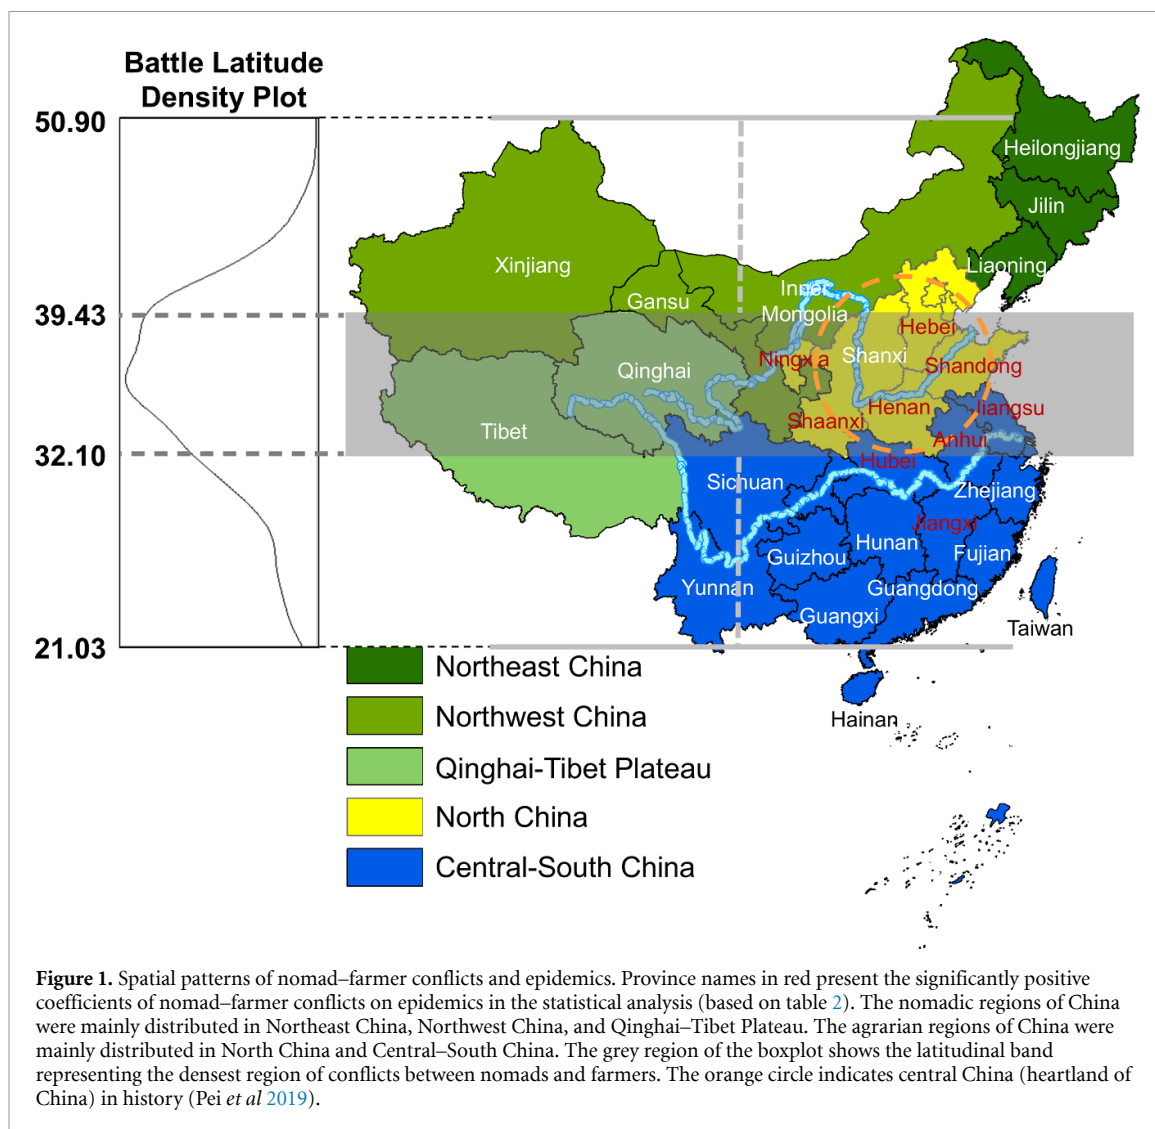 Battle Latitude
Density Plot
50.90
39.43
32.10
21.03
Heilongjiang
Jilin
Liaoning
Xinjiang
Gansu
Inner
Mongolia
Hebei
Ningxia
Shanxi
Shandong
Qinghai
Henan
Jiangsu
Shaanxi
Tibet
Anhui
Hubei
Sichuan
Zhejiang
Jiangxi
Hunan
Fujian
Guizhou
Yunnan
Guangdong
Guangxi
Taiwan
Hainan
Northeast China
Northwest China
Qinghai-Tibet Plateau
North China
Central-South China
Figure 1. Spatial patterns of nomad–farmer conflicts and epidemics. Province names in red present the significantly positive
coefficients of nomad–farmer conflicts on epidemics in the statistical analysis (based on table 2). The nomadic regions of China
were mainly distributed in Northeast China, Northwest China, and Qinghai–Tibet Plateau. The agrarian regions of China were
mainly distributed in North China and Central–South China. The grey region of the boxplot shows the latitudinal band
representing the densest region of conflicts between nomads and farmers. The orange circle indicates central China (heartland of
China) in history (Pei et al 2019).